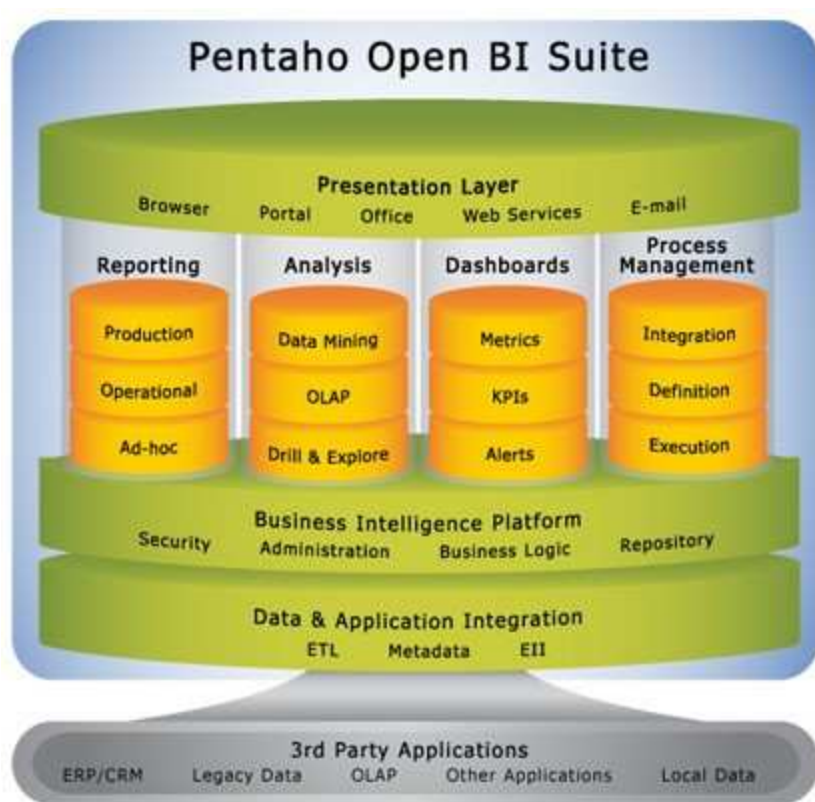 Pentaho Open BI Suite
Presentation Layer
Browser Portal Office Web Services E-mail
Reporting
Analysis
Dashboards
Process
Management
Production
Operational
Ad-hoc
Data Mining
OLAP
Drill & Explore
Metrics
KPIs
Alerts
Integration
Definition
Execution
Business Intelligence Platform
Security Administration Business Logic Repository
Data & Application Integration
ETL Metadata EII
3rd Party Applications
ERP/CRM Legacy Data OLAP Other Applications Local Data